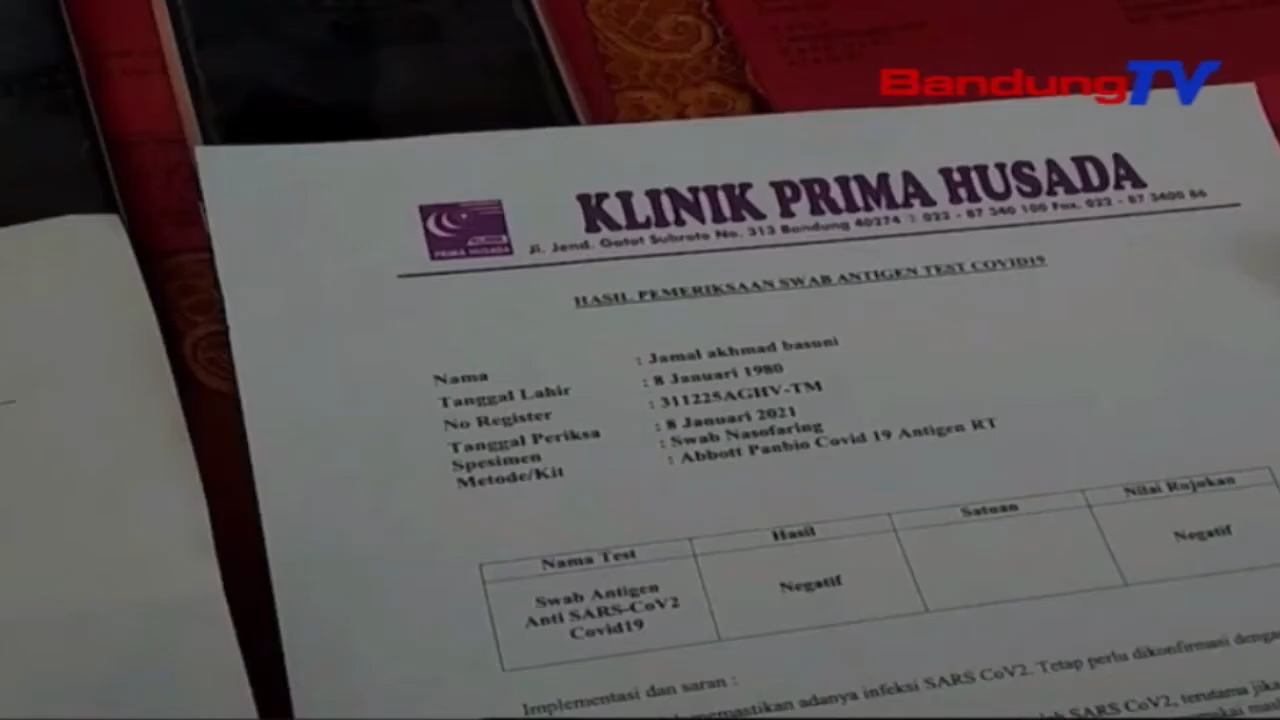 BandungTV
KLINIK PRIMA HUSADA
KLINIK
PRIMA HUSADA
Jl. Jend. Gatot Subroto No. 313 Bandung 40274 022 - 87 340 100 Fax. 022 - 87 3400 86
HASIL PEMERIKSAAN SWAB ANTIGEN TEST COVID19
Nama : Jamal akhmad basuni
Tanggal Lahir : 8 Januari 1980
No Register : 311225AGHV-TM
Tanggal Periksa : 8 Januari 2021
Spesimen : Swab Nasofaring
Metode/Kit : Abbott Panbio Covid 19 Antigen RT
Nama Test Hasil Satuan Nilai Rujukan
Swab Antigen
Anti SARS-CoV2
Covid19
Negatif Negatif
Implementasi dan saran :
memastikan adanya infeksi SARS CoV2. Tetap perlu dikonfirmasi dengan
SARS CoV2, terutama jika